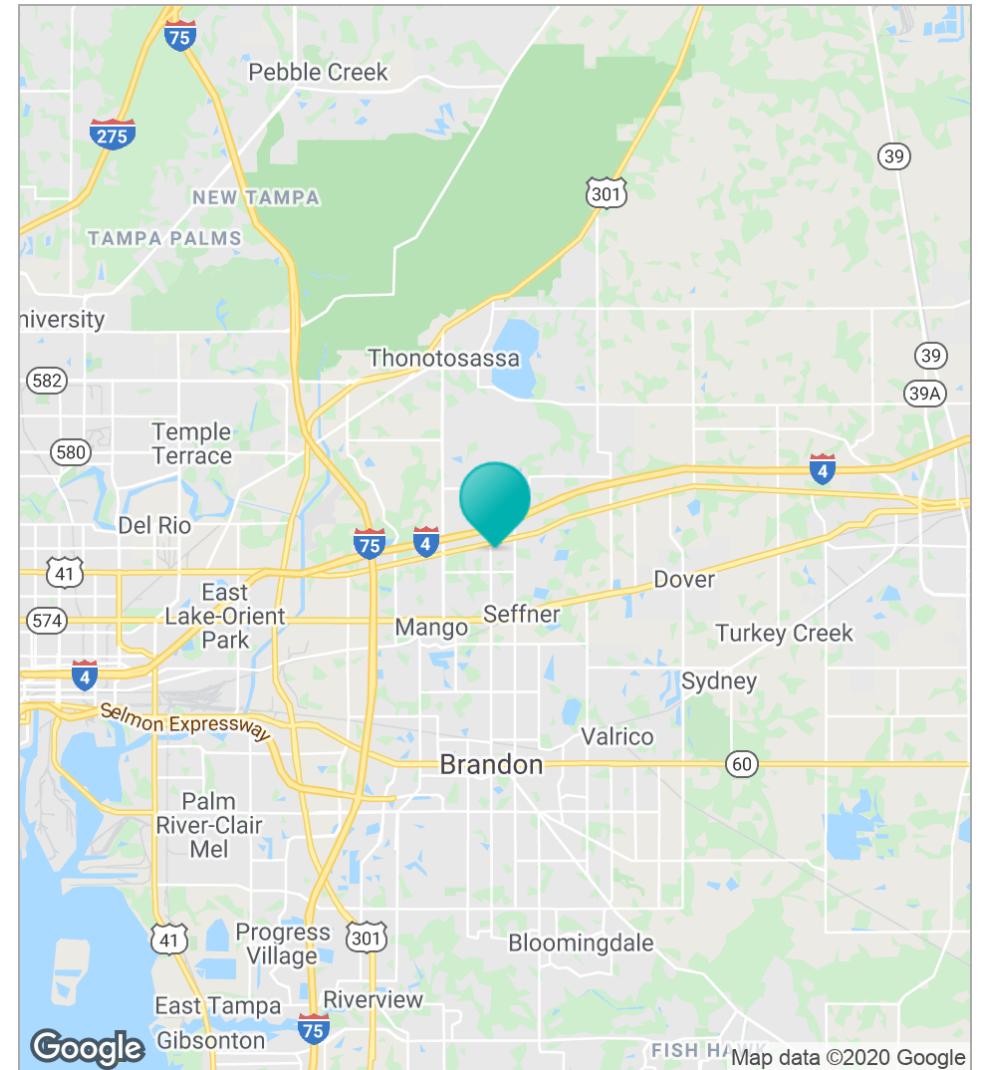 75
Pebble Creek
275
39
NEW TAMPA
301
TAMPA PALMS
niversity
Thonotosassa
39
582
39A
Temple
Terrace
580
4
Del Rio
75
4
41
East
Lake-Orient
Park
Dover
574
Mango
Seffner
Turkey Creek
4
Sydney
Selmon Expressway
Valrico
Brandon
60
Palm
River-Clair
Mel
41
Progress
Village
301
Bloomingdale
East Tampa
Riverview
75
Gibsonton
Google
FISH HAWK
Map data ©2020 Google